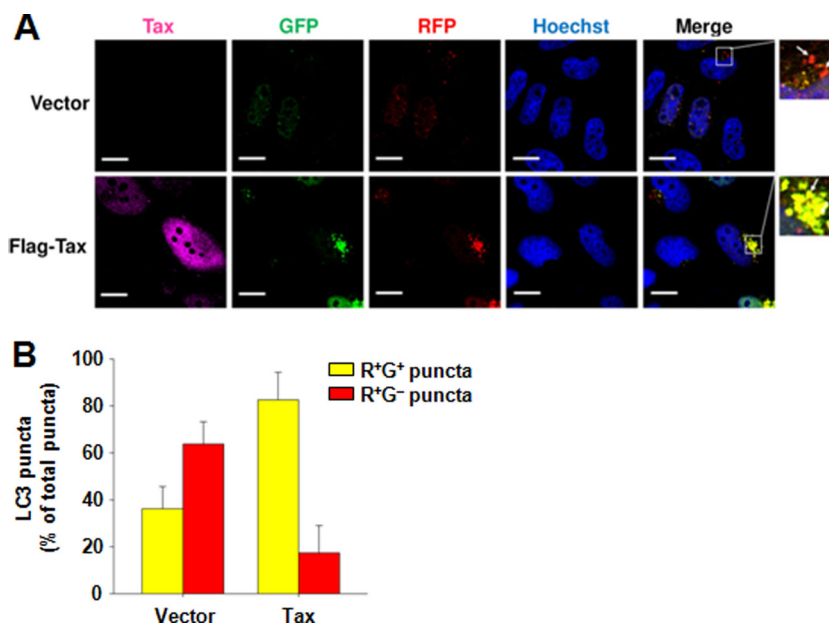 A
Tax GFP RFP Hoechst Merge
Vector
Flag-Tax
B
R⁺G⁺ puncta
R⁺G⁻ puncta
LC3 puncta
(% of total puncta)
100
80
60
40
20
0
Vector Tax